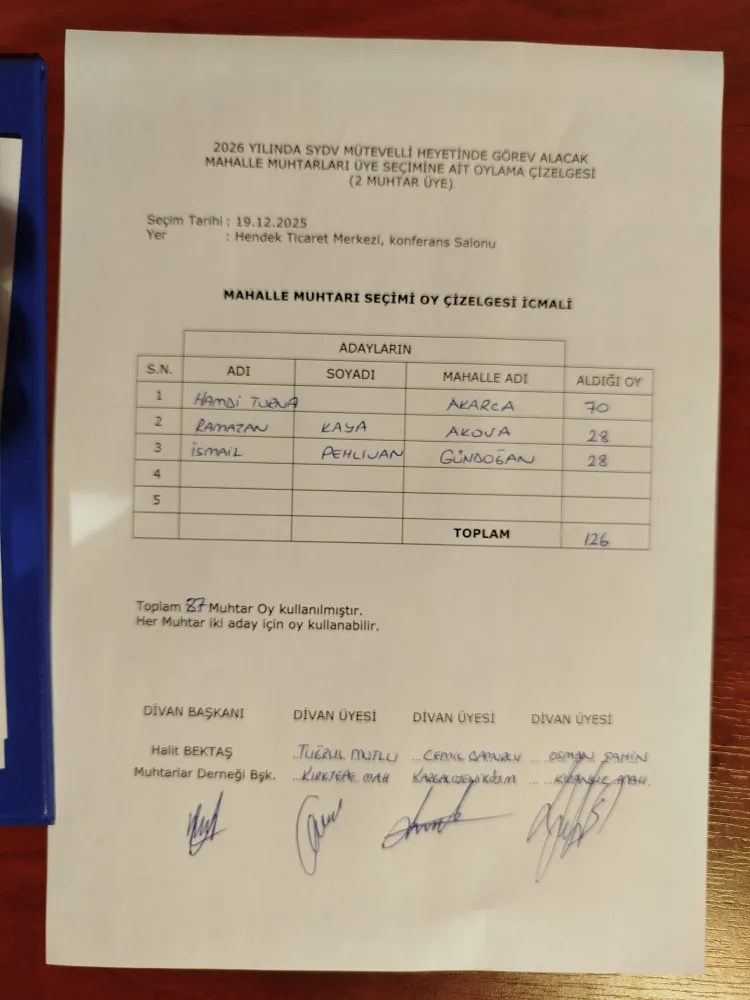 2026 YILINDA SYDV MÜTEVELLİ HEYETİNDE GÖREV ALACAK
MAHALLE MUHTARLARI ÜYE SEÇİMİNE AİT OYLAMA ÇİZELGESİ
(2 MUHTAR ÜYE)
Seçim Tarihi : 19.12.2025
Yer : Hendek Ticaret Merkezi, konferans Salonu
MAHALLE MUHTARI SEÇİMİ OY ÇİZELGESİ İCMALİ
ADAYLARIN
S.N. ADI SOYADI MAHALLE ADI ALDIĞI OY
1 HAMDİ TURNA AKARCA 70
2 RAMAZAN KAYA AKOVA 28
3 İSMAİL PEHLİVAN GÜNDOĞAN 28
4
5
TOPLAM 126
Toplam 87 Muhtar Oy kullanılmıştır.
Her Muhtar iki aday için oy kullanabilir.
DİVAN BAŞKANI DİVAN ÜYESİ DİVAN ÜYESİ DİVAN ÜYESİ
Halit BEKTAŞ TUĞRUL MUTLU CEMİL OSMAN ŞAHİN
Muhtarlar Derneği Bşk. KIRKTEPE MAH MAH.